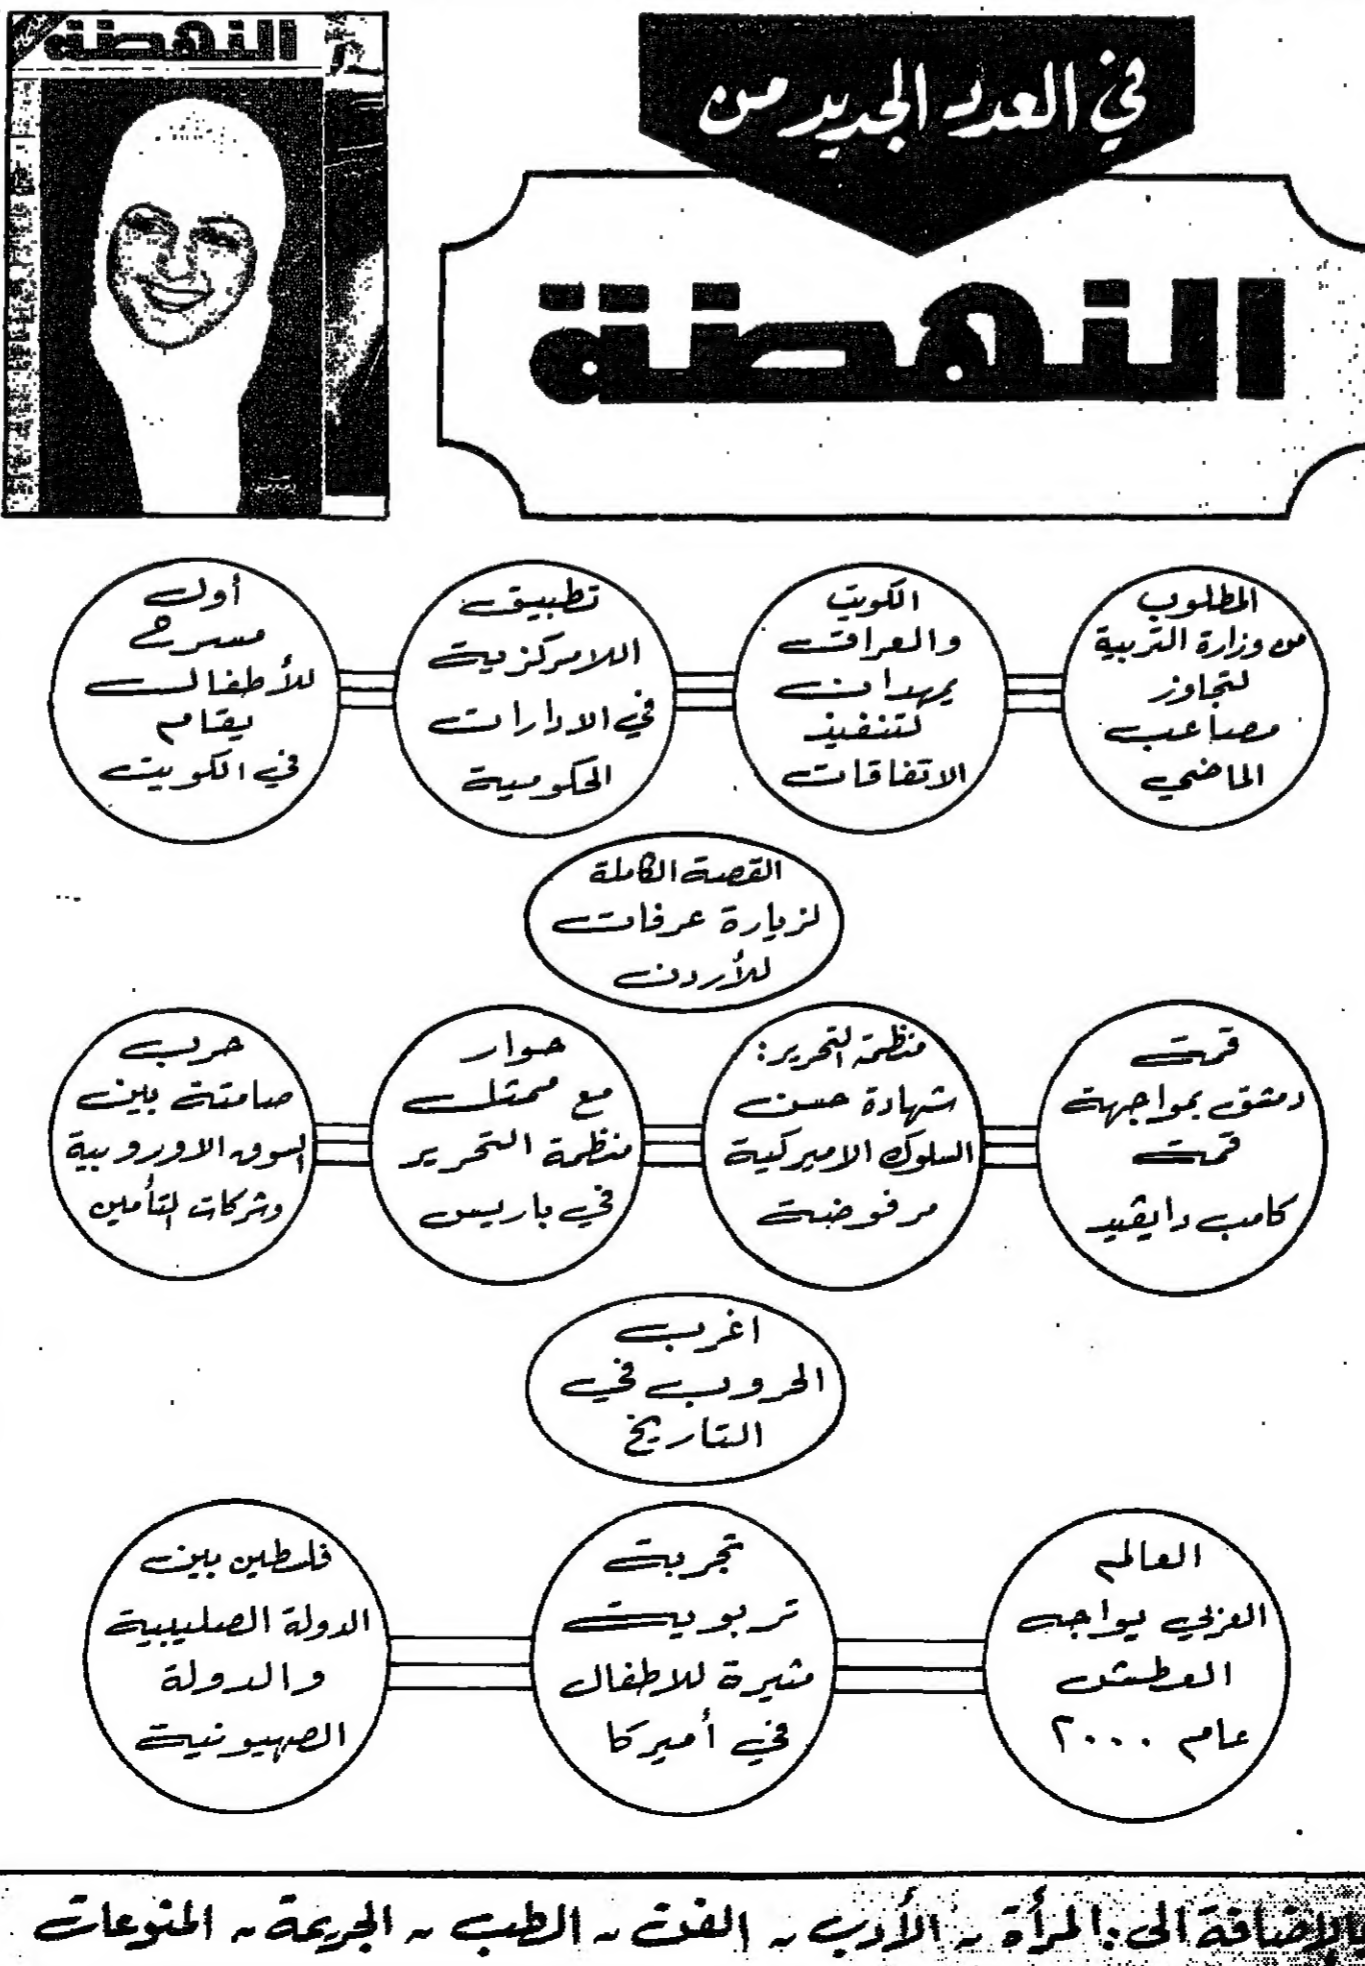 في العدد الجديد من
النهضة
النهضة
المطلوب
من وزارة التربية
لتجاوز
مصاعب
الماضي
الكويت
والعراق
يمهدان
لتنفيذ
الاتفاقات
تطبيق
اللامركزية
في الادارات
الحكومية
أول
مسرح
للأطفال
يقام
في الكويت
القصة الكاملة
لزيارة عرفات
للأردن
قمة
دمشق بمواجهة
قمة
كامب دايڤيد
منظمة التحرير:
شهادة حسن
السلوك الاميركية
مرفوضة
حوار
مع ممثل
منظمة التحرير
في باريس
حرب
صامتة بين
السوق الاوروبية
وشركات التأمين
اغرب
الحروب في
التاريخ
العالم
العربي يواجه
العطش
عام ٢٠٠٠
تجربة
تربوية
مثيرة للاطفال
في أميركا
فلسطين بين
الدولة الصليبية
والدولة
الصهيونية
بالإضافة الى: المرأة ـ الأدب ـ الفن ـ الطب ـ الجريمة ـ المنوعات